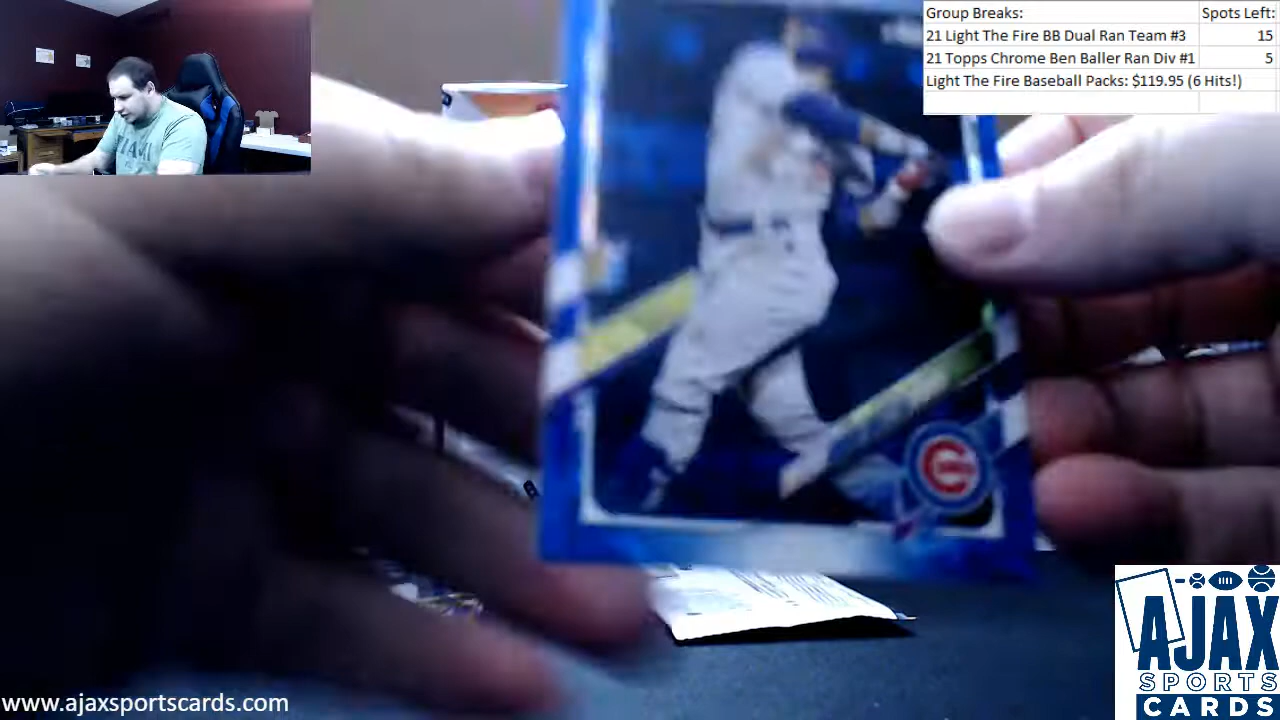 Group Breaks: Spots Left:
21 Light The Fire BB Dual Ran Team #3 15
21 Topps Chrome Ben Baller Ran Div #1 5
Light The Fire Baseball Packs: $119.95 (6 Hits!)
AJAX
SPORTS
CARDS
www.ajaxsportscards.com